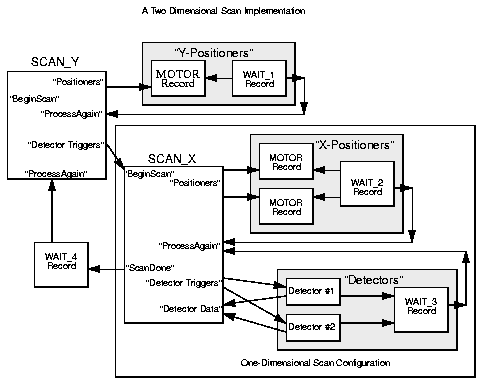 A Two Dimensional Scan Implementation
"Y-Positioners"
SCAN_Y
MOTOR
Record
WAIT_1
Record
"Positioners"
"BeginScan"
"ProcessAgain"
"Detector Triggers"
"ProcessAgain"
SCAN_X
"BeginScan"
"Positioners"
"ProcessAgain"
"ScanDone"
"Detector Triggers"
"Detector Data"
"X-Positioners"
MOTOR
Record
MOTOR
Record
WAIT_2
Record
WAIT_4
Record
"Detectors"
Detector #1
Detector #2
WAIT_3
Record
One-Dimensional Scan Configuration